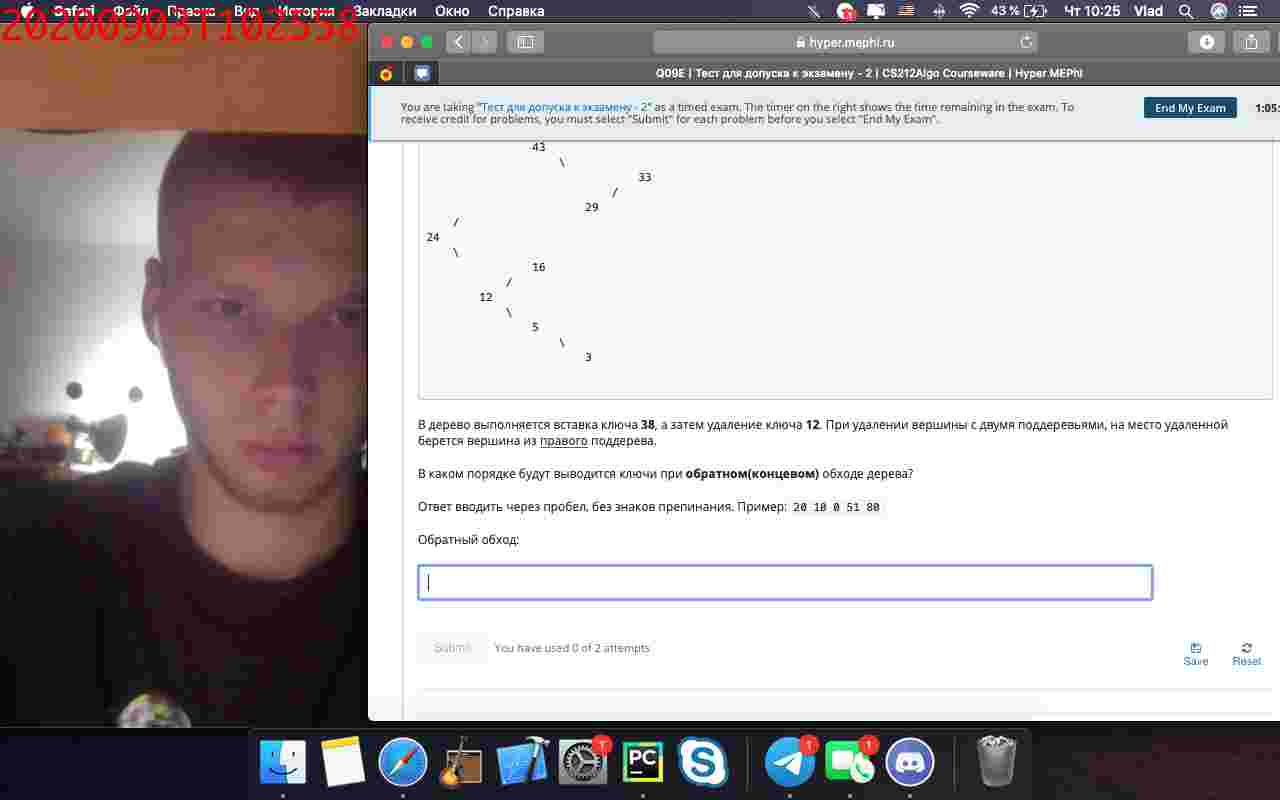 Safari Файл Правка Вид История Закладки Окно Справка 43 % Чт 10:25 Vlad
20200903T102558
hyper.mephi.ru
Q09E | Тест для допуска к экзамену - 2 | CS212Algo Courseware | Hyper.MEPhI
You are taking "Тест для допуска к экзамену - 2" as a timed exam. The timer on the right shows the time remaining in the exam. To
receive credit for problems, you must select "Submit" for each problem before you select "End My Exam".
End My Exam
1:05:
43
\
33
/
29
/
24
\
16
/
12
\
5
\
3
В дерево выполняется вставка ключа 38, а затем удаление ключа 12. При удалении вершины с двумя поддеревьями, на место удаленной
берется вершина из правого поддерева.
В каком порядке будут выводится ключи при обратном(концевом) обходе дерева?
Ответ вводить через пробел, без знаков препинания. Пример: 20 10 0 51 80
Обратный обход:
Submit You have used 0 of 2 attempts
Save Reset
PC
1
1
1